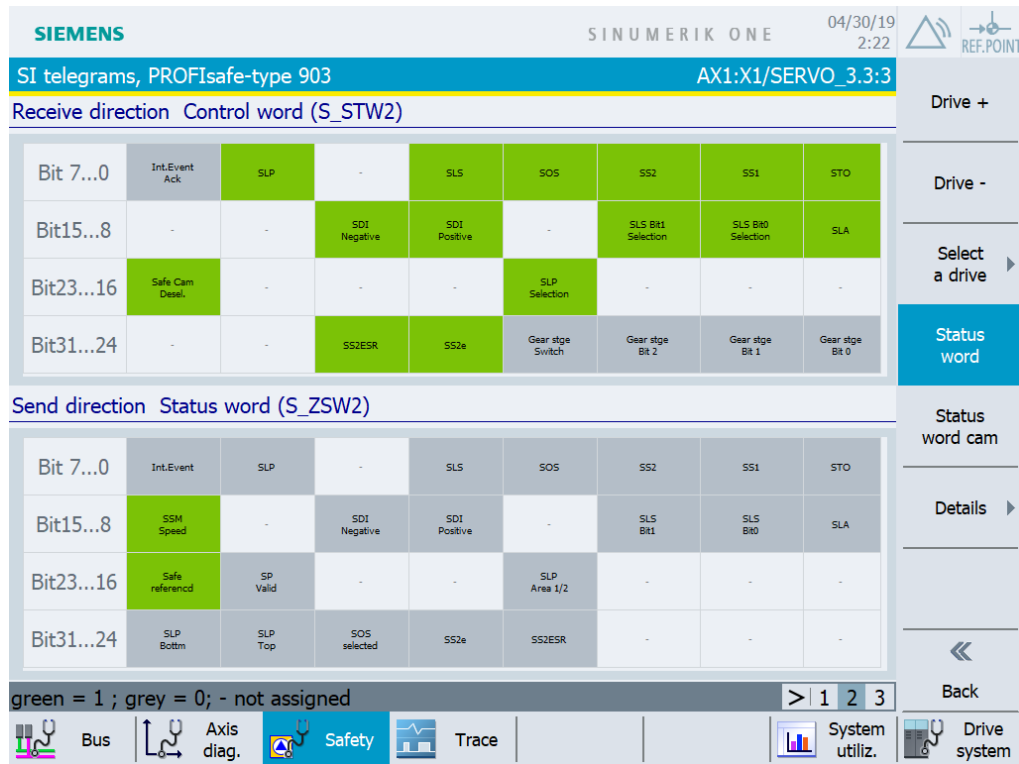 SIEMENS
SINUMERIK ONE
04/30/19
2:22
REF.POINT
SI telegrams, PROFIsafe-type 903
AX1:X1/SERVO_3.3:3
Receive direction Control word (S_STW2)
Bit 7...0
Int.Event
Ack
SLP
-
SLS
SOS
SS2
SS1
STO
Bit15...8
-
-
SDI
Negative
SDI
Positive
-
SLS Bit1
Selection
SLS Bit0
Selection
SLA
Bit23...16
Safe Cam
Desel.
-
-
-
SLP
Selection
-
-
-
Bit31...24
-
-
SS2ESR
SS2e
Gear stge
Switch
Gear stge
Bit 2
Gear stge
Bit 1
Gear stge
Bit 0
Send direction Status word (S_ZSW2)
Bit 7...0
Int.Event
SLP
-
SLS
SOS
SS2
SS1
STO
Bit15...8
SSM
Speed
-
SDI
Negative
SDI
Positive
-
SLS
Bit1
SLS
Bit0
SLA
Bit23...16
Safe
referencd
SP
Valid
-
-
SLP
Area 1/2
-
-
-
Bit31...24
SLP
Bottm
SLP
Top
SOS
selected
SS2e
SS2ESR
-
-
-
green = 1 ; grey = 0; - not assigned
> 1 2 3
Drive +
Drive -
Select
a drive
Status
word
Status
word cam
Details
Back
Bus
Axis
diag.
Safety
Trace
System
utiliz.
Drive
system